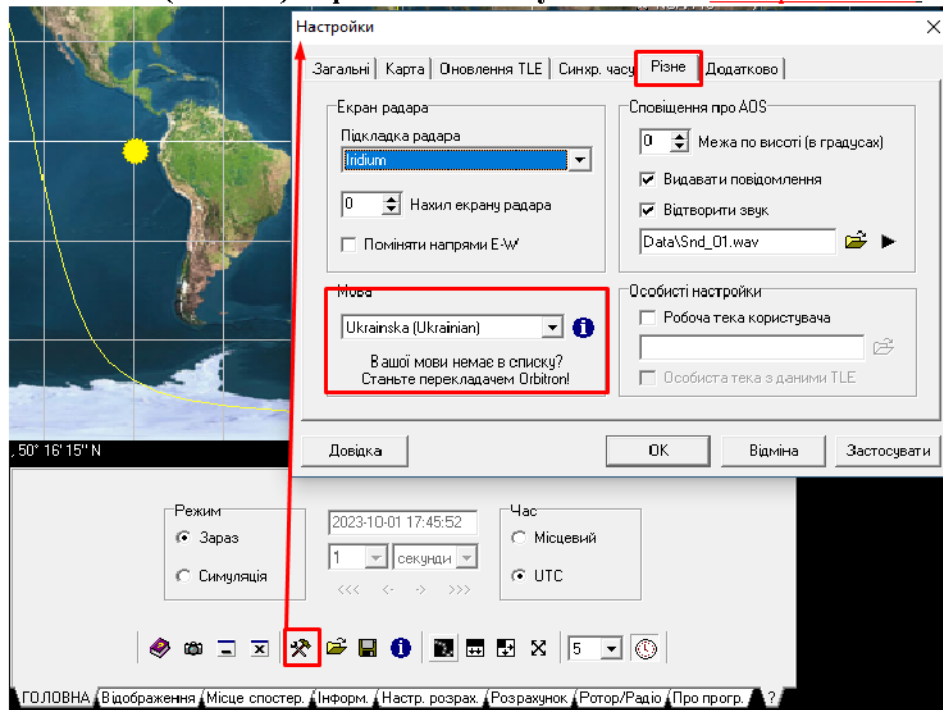 Настройки
Загальні Карта Оновлення TLE Синхр. часу Різне Додатково
Екран радара
Підкладка радара
Iridium
0 Нахил екрану радара
Поміняти напрями E-W
Сповіщення про AOS
0 Межа по висоті (в градусах)
Видавати повідомлення
Відтворити звук
Data\Snd_01.wav
Мова
Ukrainska (Ukrainian)
Вашої мови немає в списку?
Станьте перекладачем Orbitron!
Особисті настройки
Робоча тека користувача
Особиста тека з даними TLE
Довідка OK Відміна Застосувати
, 50° 16' 15'' N
Режим
Зараз
Симуляція
2023-10-01 17:45:52
1 секунди
<<< <- -> >>>
Час
Місцевий
UTC
5
ГОЛОВНА Відображення Місце спостер. Інформ. Настр. розрах. Розрахунок Ротор/Радіо Про прогр. ?